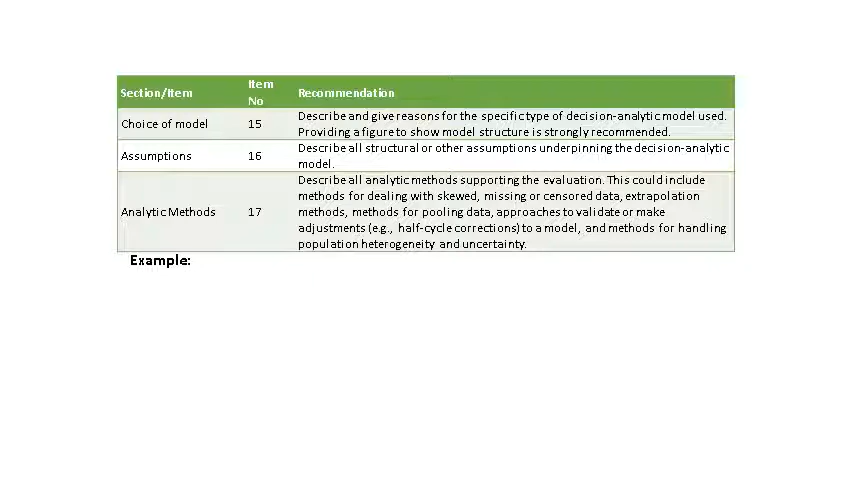 Section/Item Item No Recommendation
Choice of model 15 Describe and give reasons for the specific type of decision-analytic model used.
Providing a figure to show model structure is strongly recommended.
Assumptions 16 Describe all structural or other assumptions underpinning the decision-analytic
model.
Analytic Methods 17 Describe all analytic methods supporting the evaluation. This could include
methods for dealing with skewed, missing or censored data, extrapolation
methods, methods for pooling data, approaches to validate or make
adjustments (e.g., half-cycle corrections) to a model, and methods for handling
population heterogeneity and uncertainty.
Example: